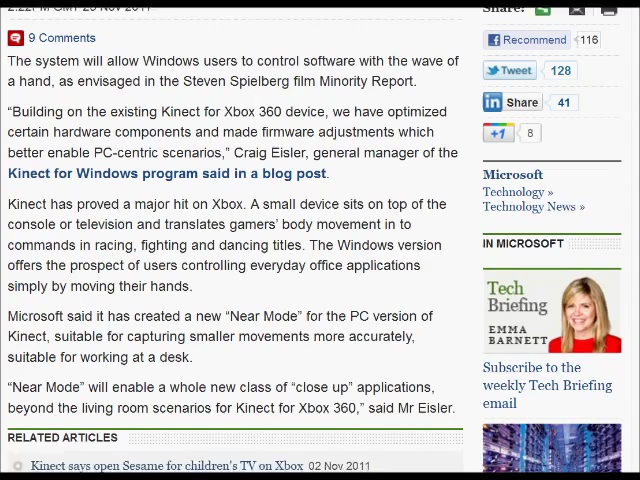 2:22PM GMT 23 Nov 2011
9 Comments
The system will allow Windows users to control software with the wave of
a hand, as envisaged in the Steven Spielberg film Minority Report.
“Building on the existing Kinect for Xbox 360 device, we have optimized
certain hardware components and made firmware adjustments which
better enable PC-centric scenarios,” Craig Eisler, general manager of the
Kinect for Windows program said in a blog post.
Kinect has proved a major hit on Xbox. A small device sits on top of the
console or television and translates gamers’ body movement in to
commands in racing, fighting and dancing titles. The Windows version
offers the prospect of users controlling everyday office applications
simply by moving their hands.
Microsoft said it has created a new “Near Mode” for the PC version of
Kinect, suitable for capturing smaller movements more accurately,
suitable for working at a desk.
“Near Mode” will enable a whole new class of “close up” applications,
beyond the living room scenarios for Kinect for Xbox 360,” said Mr Eisler.
RELATED ARTICLES
Kinect says open Sesame for children's TV on Xbox 02 Nov 2011
Share:
Recommend 116
Tweet 128
in Share 41
+1 8
Microsoft
Technology »
Technology News »
IN MICROSOFT
Tech
Briefing
EMMA
BARNETT
Subscribe to the
weekly Tech Briefing
email